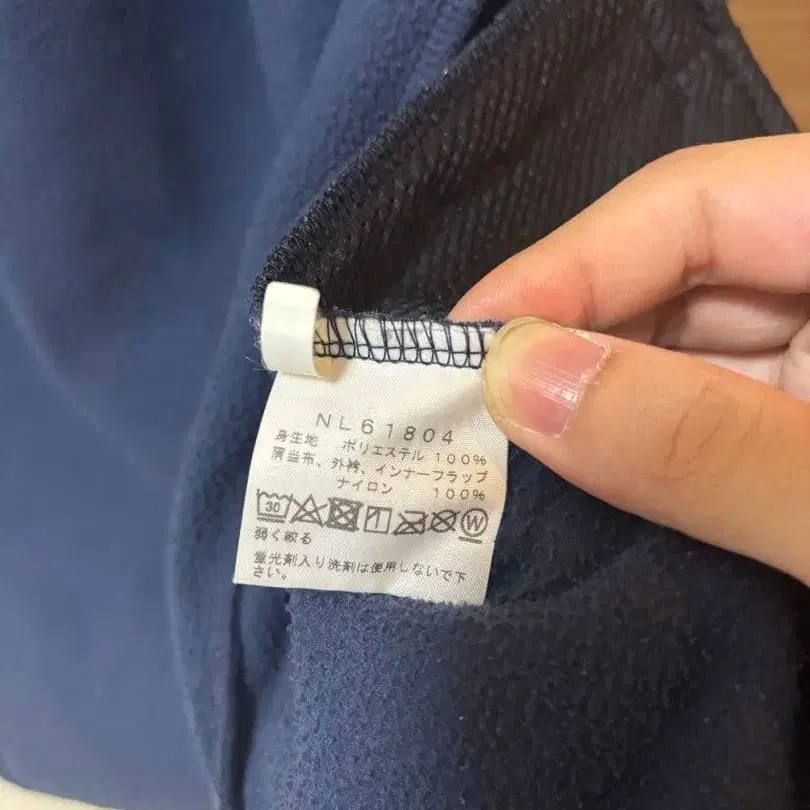 NL61804
身生地 ポリエステル 100%
肩当布、外衿、インナーフラップ
ナイロン 100%
30 W
弱く絞る
蛍光剤入り洗剤は使用しないで下
さい。